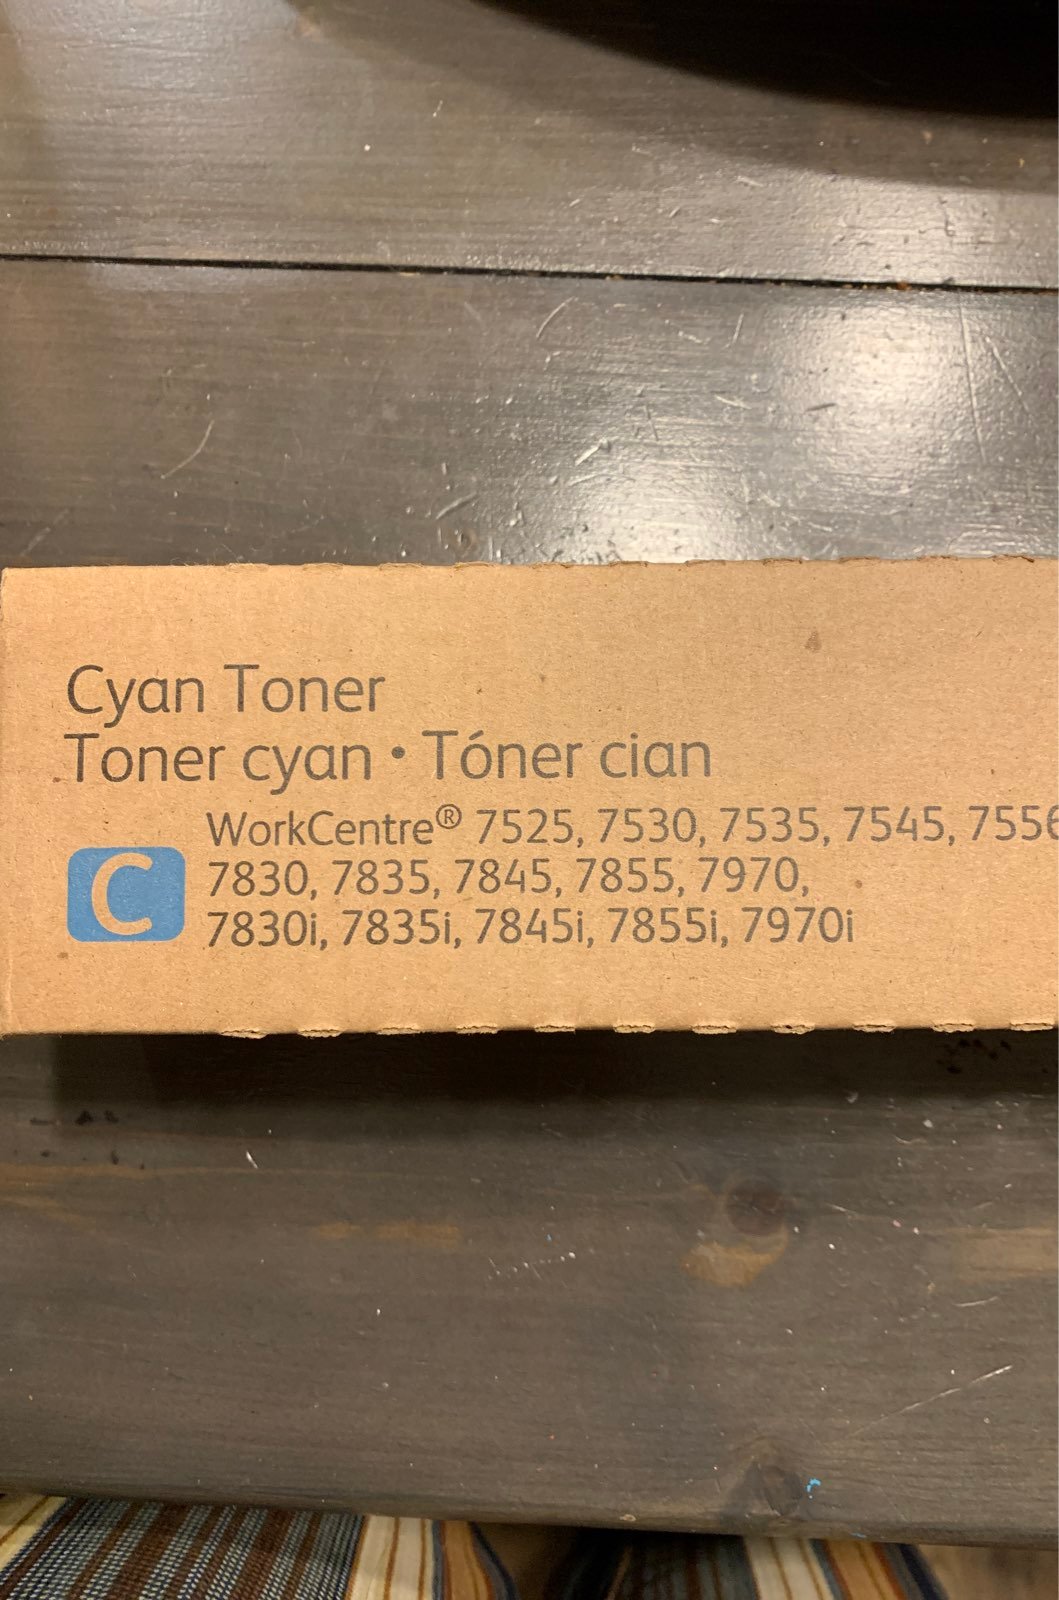 Cyan Toner
Toner cyan • Tóner cian
WorkCentre® 7525, 7530, 7535, 7545, 7556
7830, 7835, 7845, 7855, 7970,
C
7830i, 7835i, 7845i, 7855i, 7970i